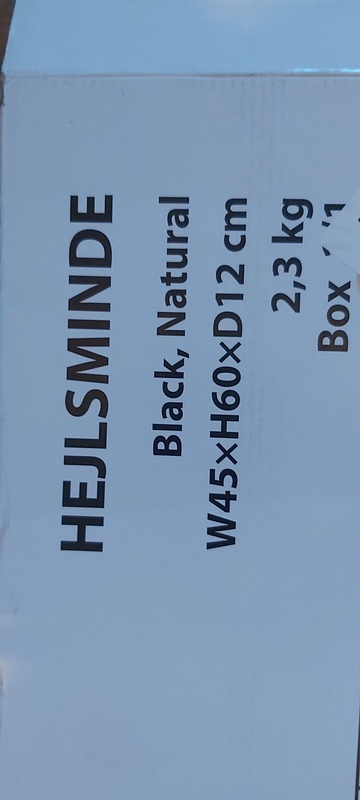 HEJLSMINDE
Black, Natural
W45×H60×D12 cm
2,3 kg
Box